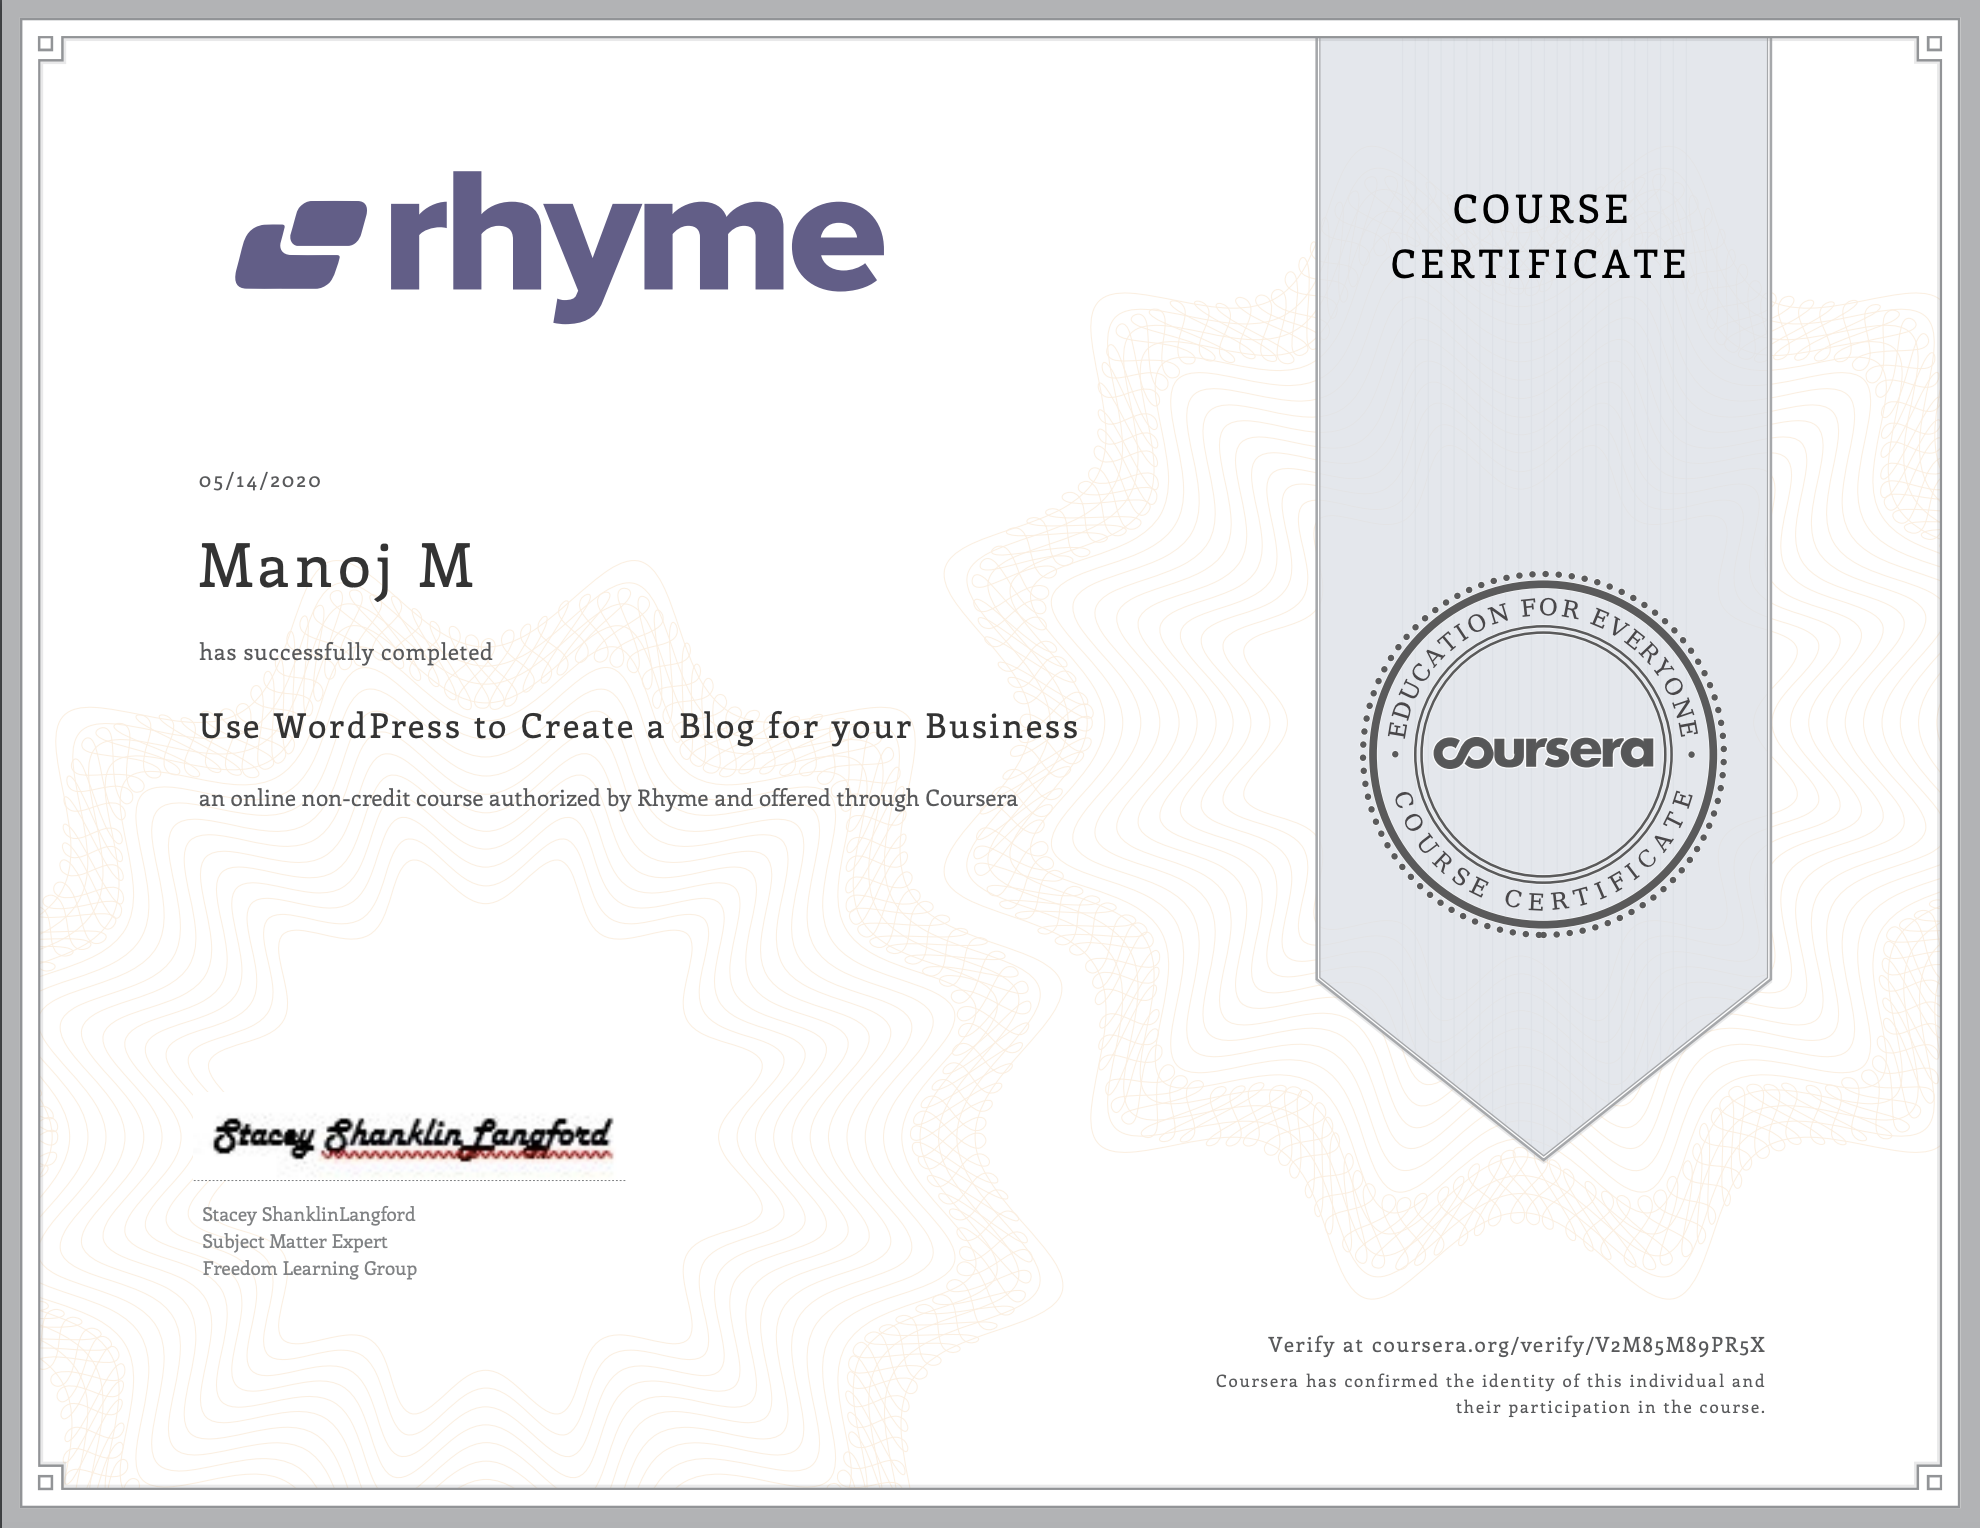 rhyme
COURSE
CERTIFICATE
05/14/2020
Manoj M
has successfully completed
Use WordPress to Create a Blog for your Business
an online non-credit course authorized by Rhyme and offered through Coursera
EDUCATION FOR EVERYONE
coursera
COURSE CERTIFICATE
Stacey ShanklinLangford
Stacey ShanklinLangford
Subject Matter Expert
Freedom Learning Group
Verify at coursera.org/verify/V2M85M89PR5X
Coursera has confirmed the identity of this individual and
their participation in the course.